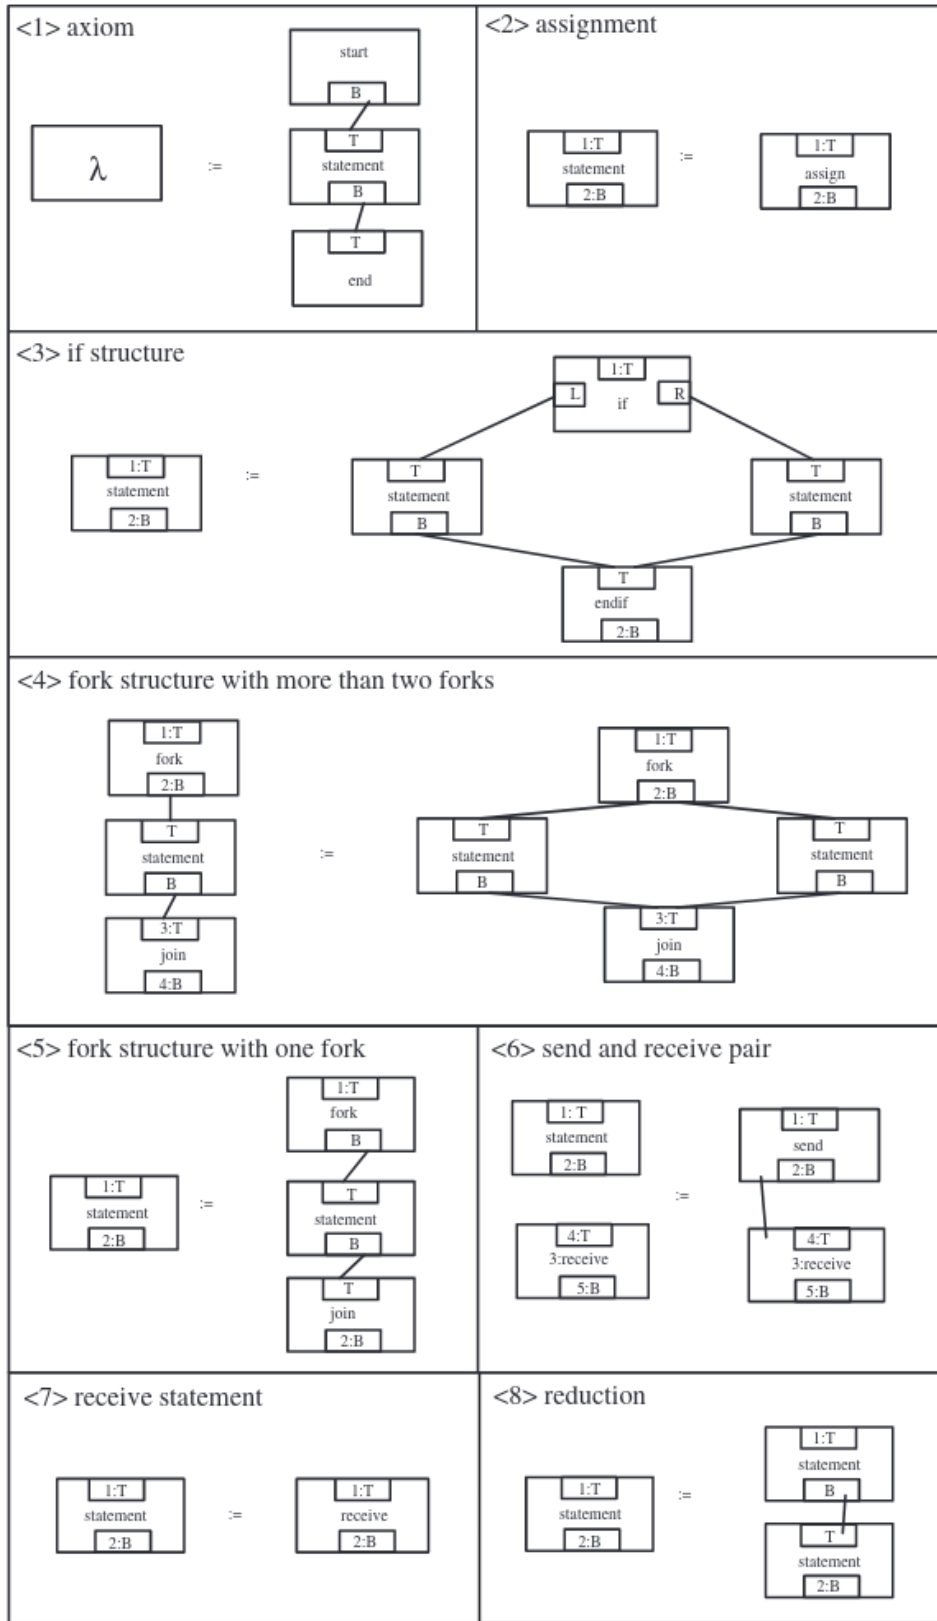 <1> axiom
λ
:=
start
B
T
statement
B
T
end
<2> assignment
1:T
statement
2:B
:=
1:T
assign
2:B
<3> if structure
1:T
statement
2:B
:=
1:T
L
R
if
T
statement
B
T
statement
B
T
endif
2:B
<4> fork structure with more than two forks
1:T
fork
2:B
T
statement
B
3:T
join
4:B
:=
1:T
fork
2:B
T
statement
B
T
statement
B
3:T
join
4:B
<5> fork structure with one fork
1:T
statement
2:B
:=
1:T
fork
B
T
statement
B
T
join
2:B
<6> send and receive pair
1: T
statement
2:B
4:T
3:receive
5:B
:=
1: T
send
2:B
4:T
3:receive
5:B
<7> receive statement
1:T
statement
2:B
:=
1:T
receive
2:B
<8> reduction
1:T
statement
2:B
:=
1:T
statement
B
T
statement
2:B